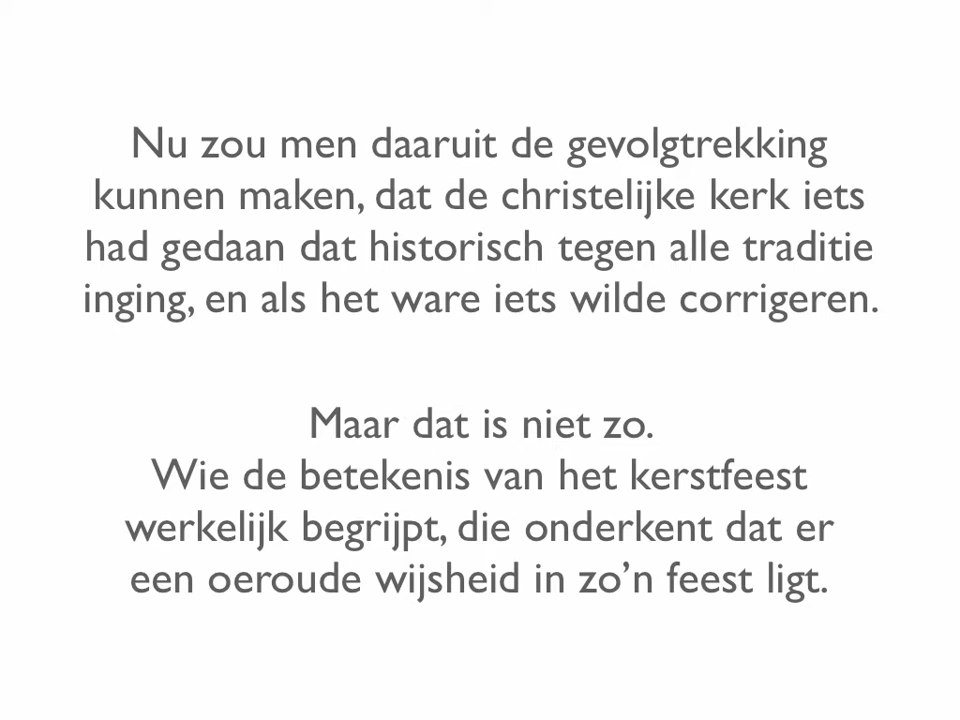 Nu zou men daaruit de gevolgtrekking
kunnen maken, dat de christelijke kerk iets
had gedaan dat historisch tegen alle traditie
inging, en als het ware iets wilde corrigeren.
Maar dat is niet zo.
Wie de betekenis van het kerstfeest
werkelijk begrijpt, die onderkent dat er
een oeroude wijsheid in zo’n feest ligt.